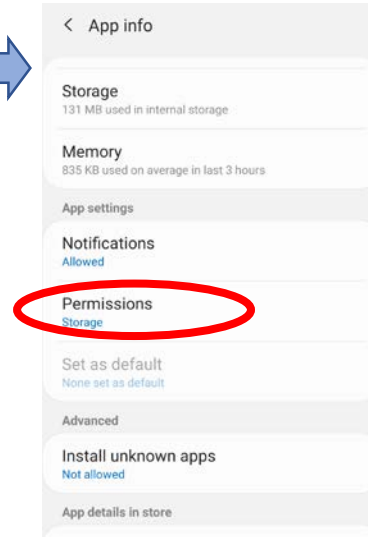 < App info
Storage
131 MB used in internal storage
Memory
835 KB used on average in last 3 hours
App settings
Notifications
Allowed
Permissions
Storage
Set as default
None set as default
Advanced
Install unknown apps
Not allowed
App details in store